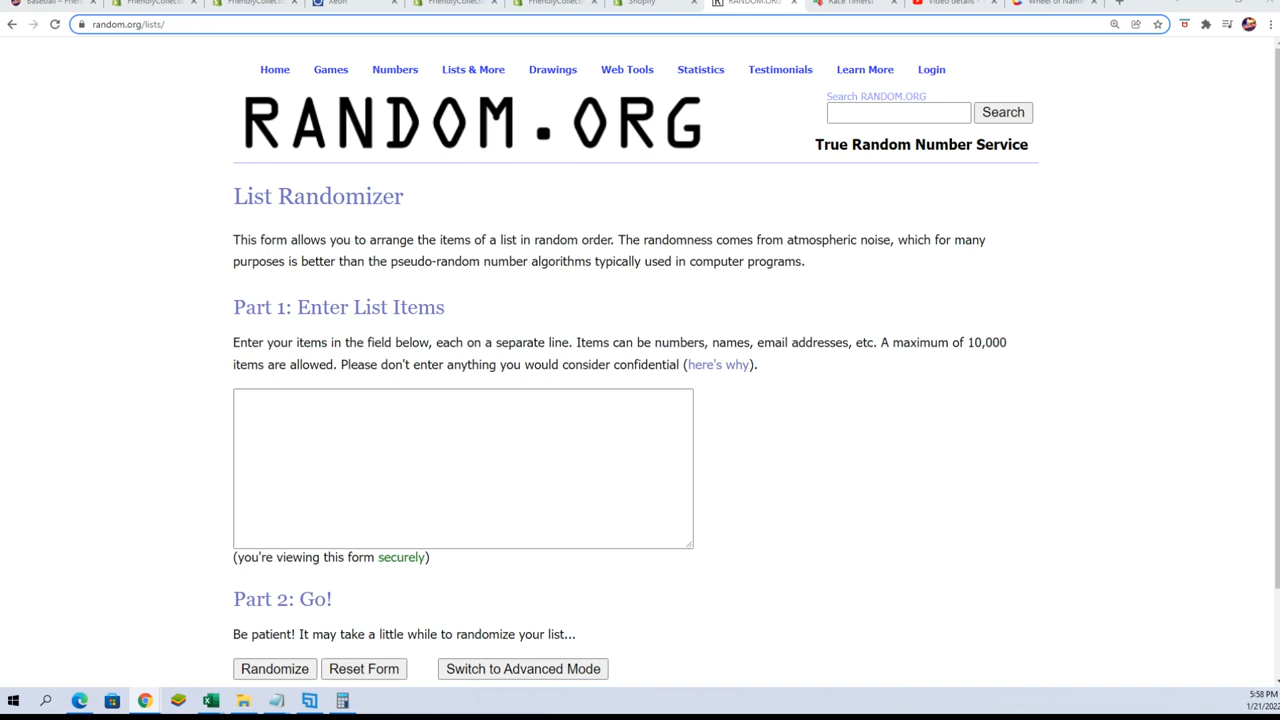 Baseball – Frien
FriendlyCollectic
FriendlyCollectic
Xeon
FriendlyCollectic
FriendlyCollectic
Shopify
RANDOM.ORG
Race Timers!
Video details -
Wheel of Name
random.org/lists/
Home Games Numbers Lists & More Drawings Web Tools Statistics Testimonials Learn More Login
RANDOM.ORG
Search RANDOM.ORG
Search
True Random Number Service
List Randomizer
This form allows you to arrange the items of a list in random order. The randomness comes from atmospheric noise, which for many
purposes is better than the pseudo-random number algorithms typically used in computer programs.
Part 1: Enter List Items
Enter your items in the field below, each on a separate line. Items can be numbers, names, email addresses, etc. A maximum of 10,000
items are allowed. Please don't enter anything you would consider confidential (here's why).
(you're viewing this form securely)
Part 2: Go!
Be patient! It may take a little while to randomize your list...
Randomize Reset Form Switch to Advanced Mode
5:58 PM
1/21/2022